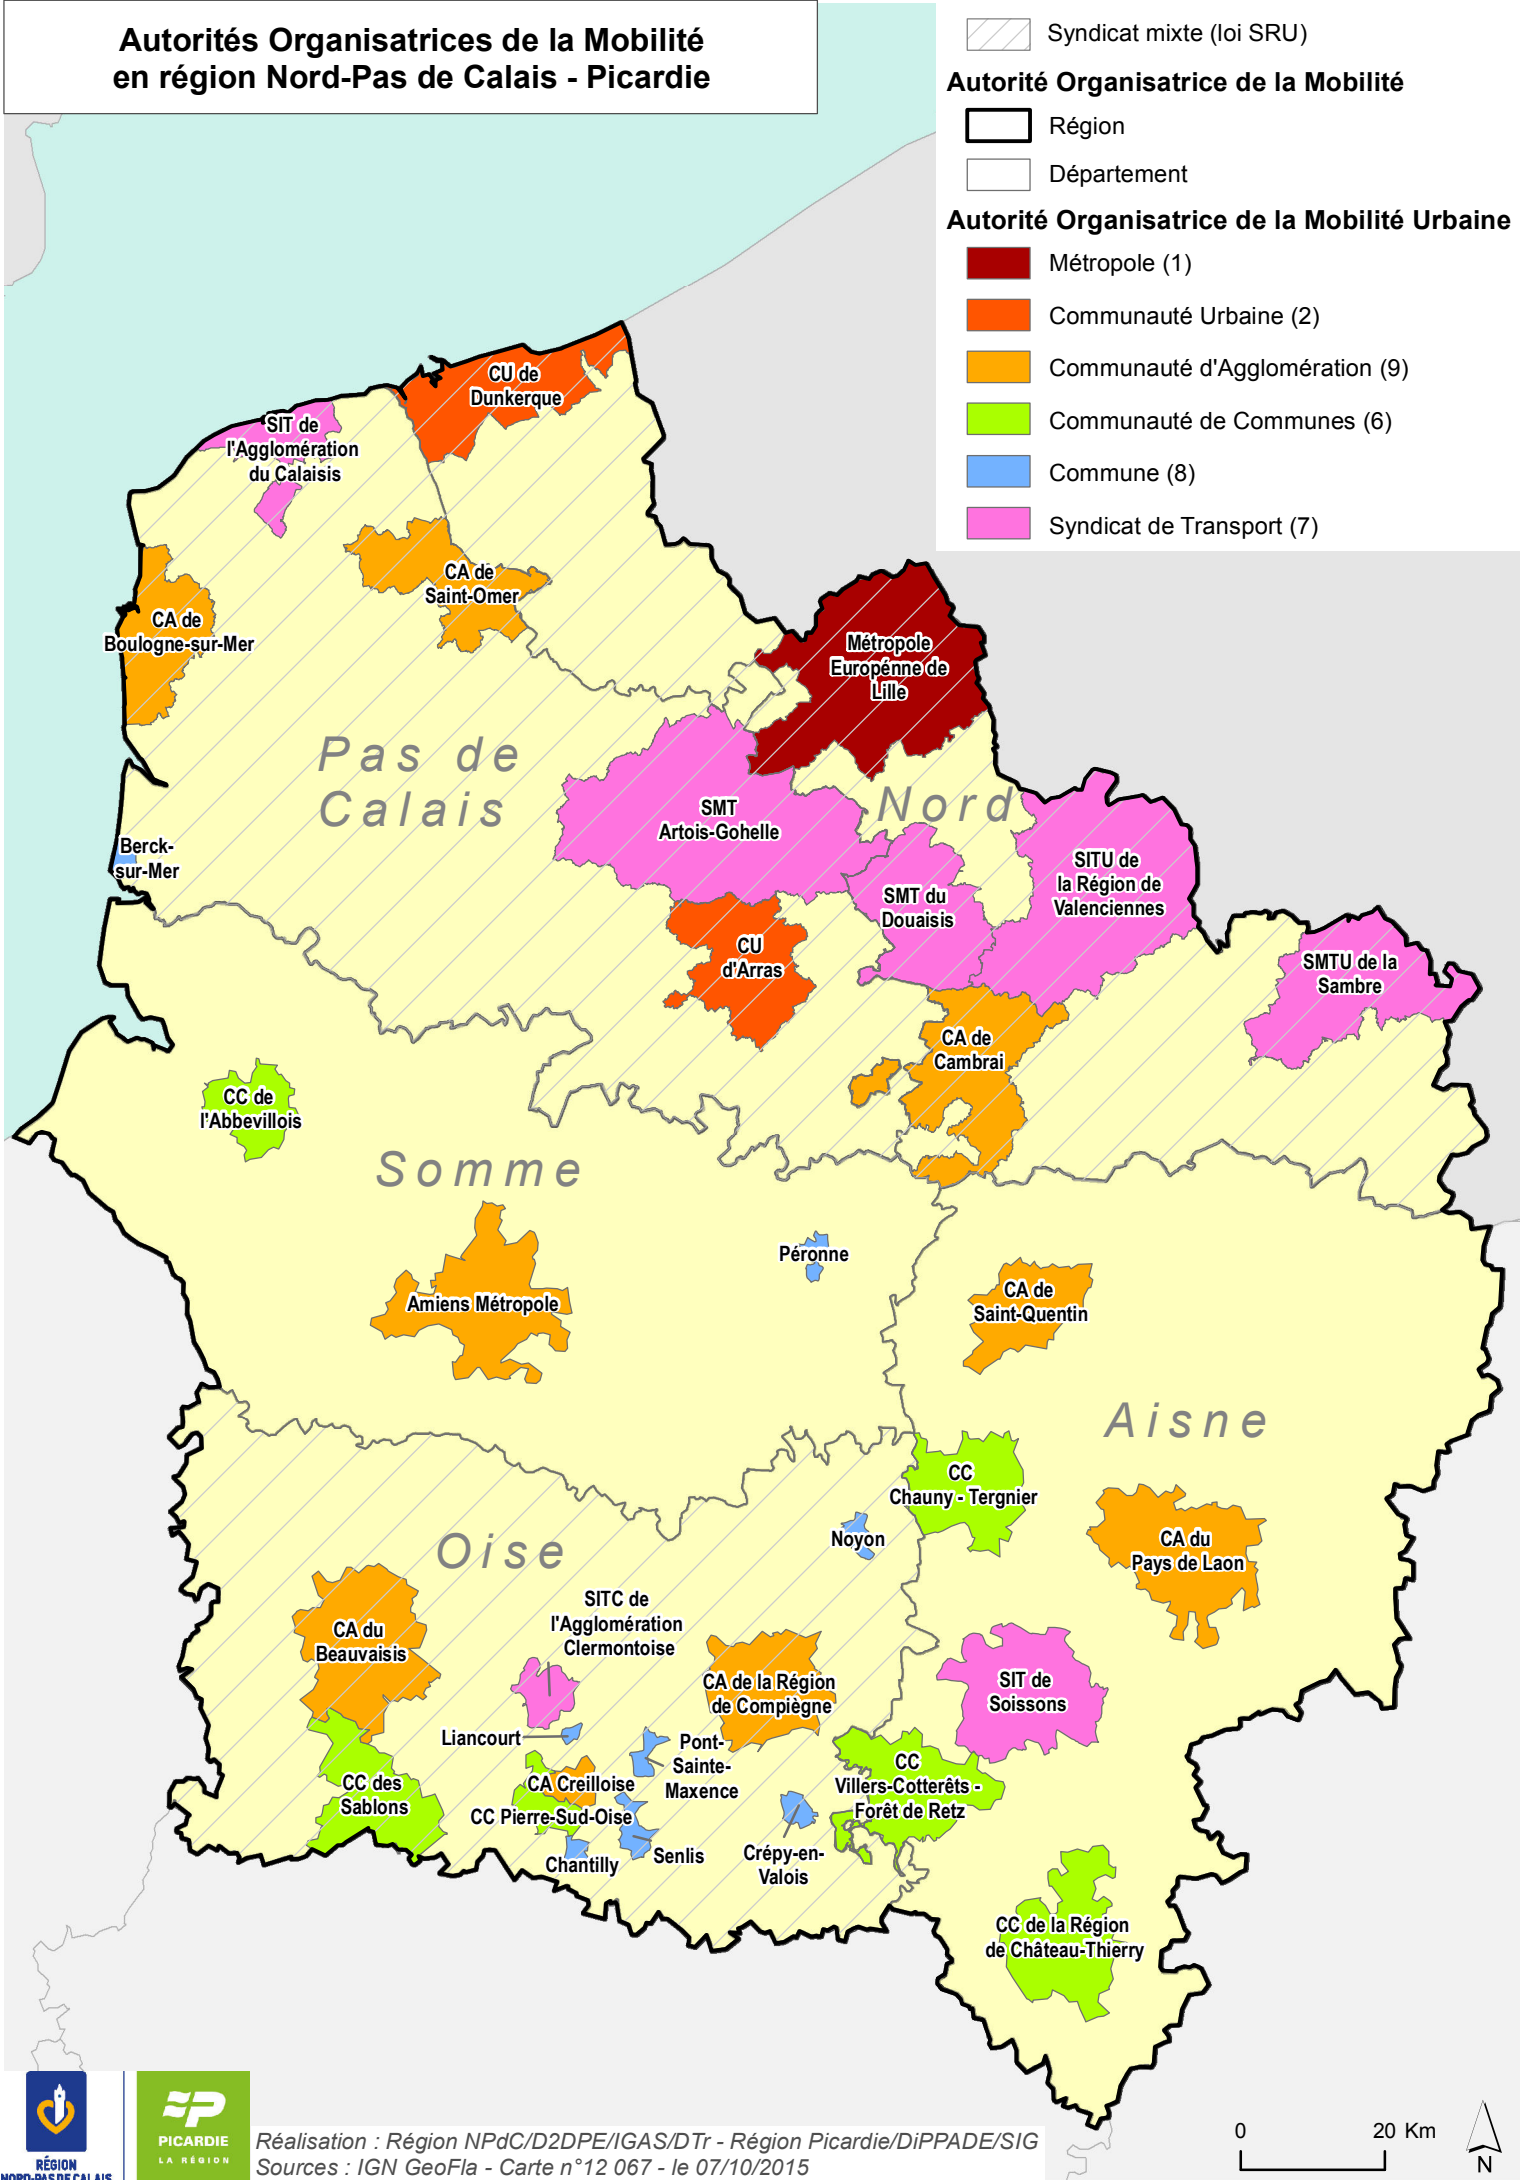 Autorités Organisatrices de la Mobilité
en région Nord-Pas de Calais - Picardie
Syndicat mixte (loi SRU)
Autorité Organisatrice de la Mobilité
Région
Département
Autorité Organisatrice de la Mobilité Urbaine
Métropole (1)
Communauté Urbaine (2)
Communauté d'Agglomération (9)
Communauté de Communes (6)
Commune (8)
Syndicat de Transport (7)
CU de
Dunkerque
SIT de
l'Agglomération
du Calaisis
CA de
Saint-Omer
CA de
Boulogne-sur-Mer
Métropole
Europénne de
Lille
Pas de
Calais
Nord
SMT
Artois-Gohelle
Berck-
sur-Mer
SITU de
la Région de
Valenciennes
SMT du
Douaisis
CU
d'Arras
SMTU de la
Sambre
CA de
Cambrai
CC de
l'Abbevillois
Somme
Péronne
Amiens Métropole
CA de
Saint-Quentin
Aisne
CC
Chauny - Tergnier
Noyon
CA du
Pays de Laon
Oise
SITC de
l'Agglomération
Clermontoise
CA du
Beauvaisis
CA de la Région
de Compiègne
SIT de
Soissons
Liancourt
Pont-
Sainte-
Maxence
CC des
Sablons
CA Creilloise
CC Pierre-Sud-Oise
CC
Villers-Cotterêts -
Forêt de Retz
Chantilly
Senlis
Crépy-en-
Valois
CC de la Région
de Château-Thierry
RÉGION
NORD-PAS DE CALAIS
PICARDIE
LA RÉGION
Réalisation : Région NPdC/D2DPE/IGAS/DTr - Région Picardie/DiPPADE/SIG
Sources : IGN GeoFla - Carte n°12 067 - le 07/10/2015
0 20 Km
N